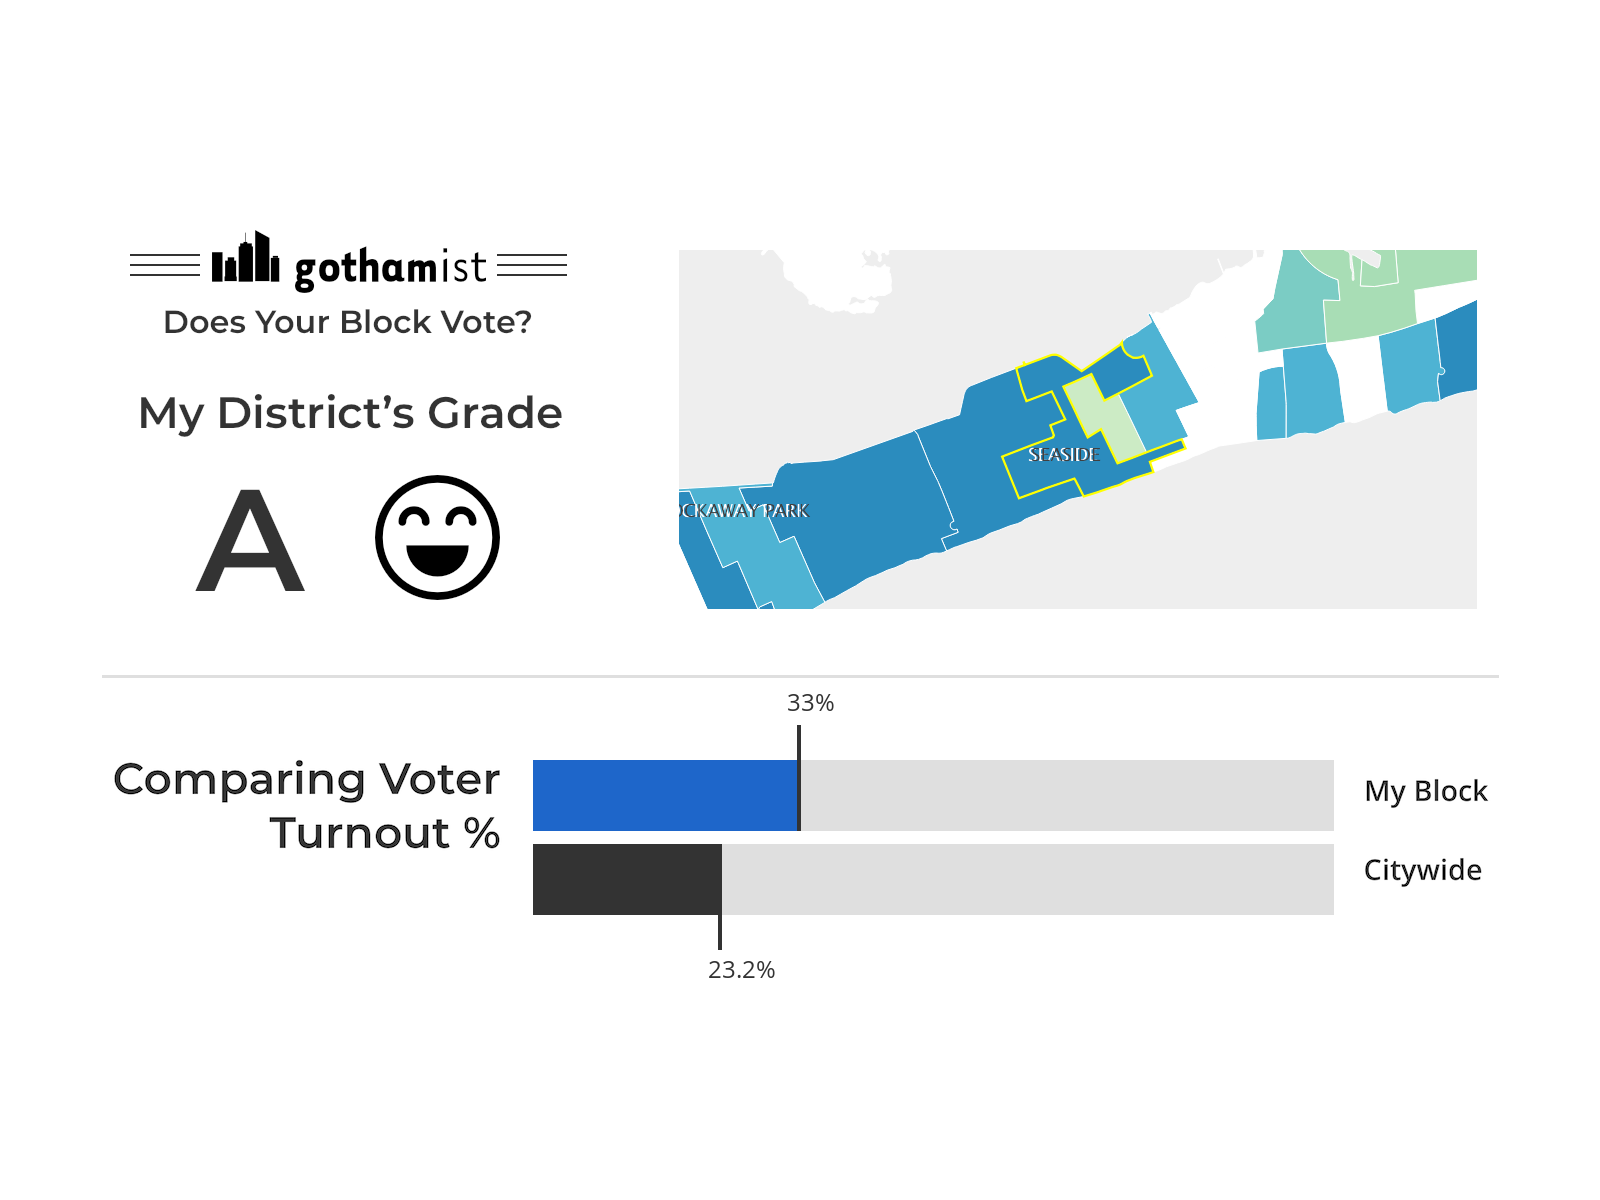 gothamist
Does Your Block Vote?
My District’s Grade
A
SEASIDE
OCKAWAY PARK
33%
Comparing Voter
Turnout %
My Block
Citywide
23.2%